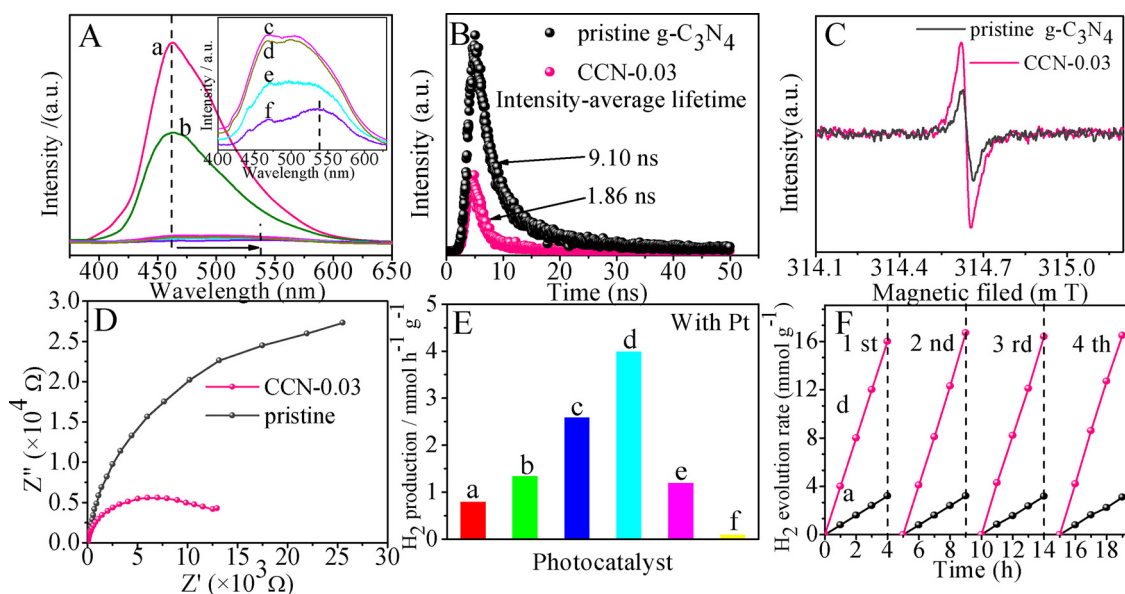 A
a
b
Intensity /(a.u.)
375 400 450 500 550 600 650
Wavelength (nm)
c
d
e
f
Intensity / a.u.
400 450 500 550 600
Wavelength (nm)
B
pristine g-C₃N₄
CCN-0.03
Intensity-average lifetime
9.10 ns
1.86 ns
Intensity (a.u.)
0 10 20 30 40 50
Time (ns)
C
pristine g-C₃N₄
CCN-0.03
Intensity(a.u.)
314.1 314.4 314.7 315.0
Magnetic filed (m T)
D
CCN-0.03
pristine
Z'' (×10⁴ Ω)
3.0
2.5
2.0
1.5
1.0
0.5
0.0
0 5 10 15 20 25 30
Z' (×10³Ω)
E
With Pt
a
b
c
d
e
f
H₂ production / mmol h⁻¹ g⁻¹
5
4
3
2
1
0
Photocatalyst
F
1 st
2 nd
3 rd
4 th
d
a
H₂ evolution rate (mmol g⁻¹)
16
12
8
4
0
0 2 4 6 8 10 12 14 16 18
Time (h)